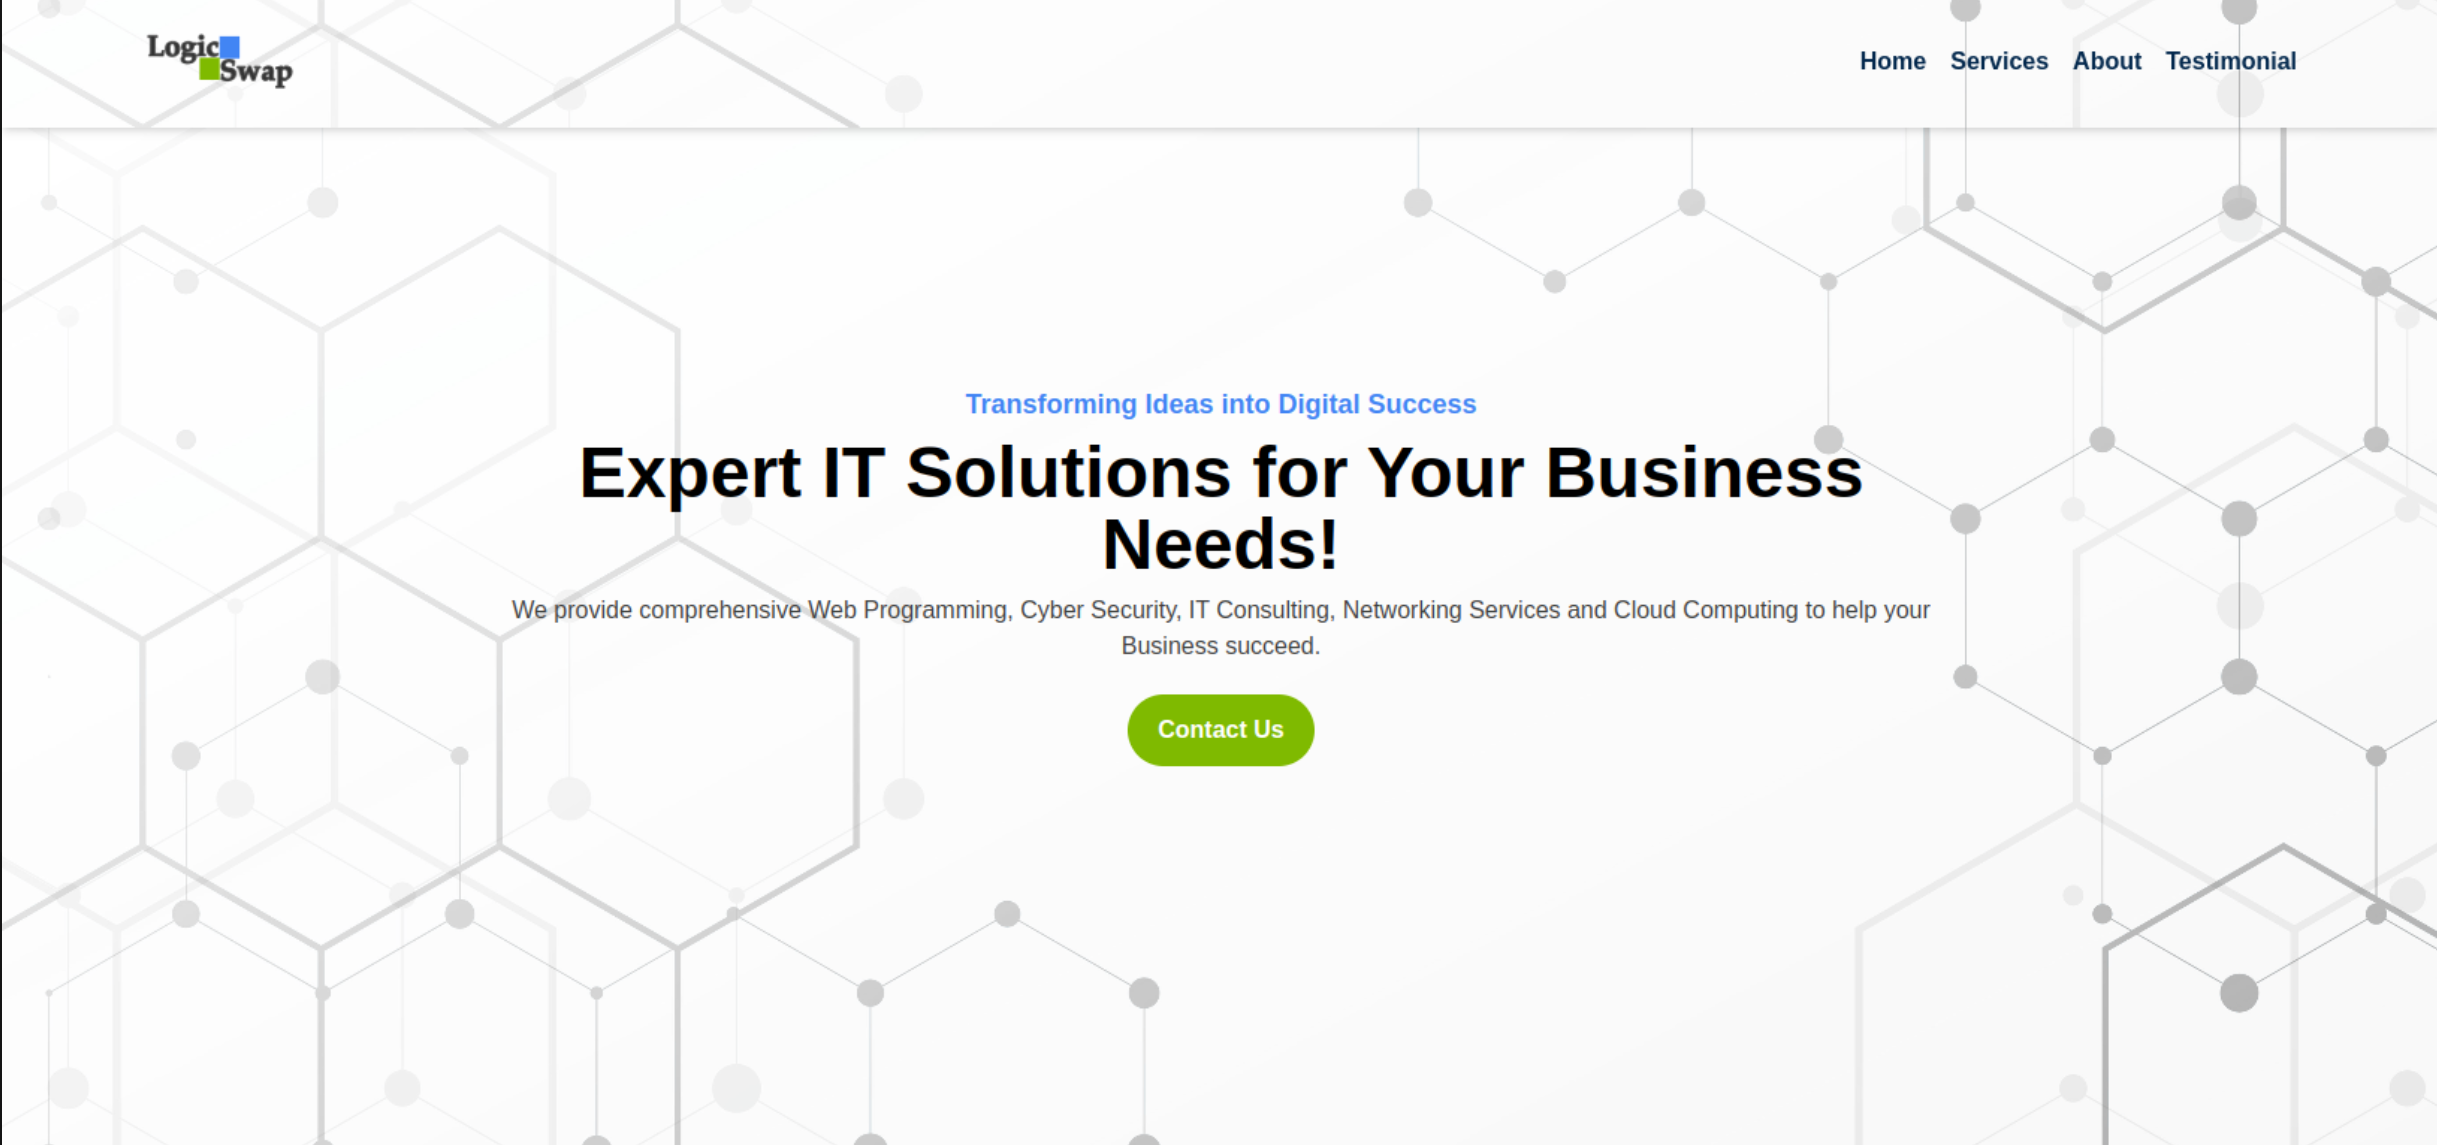 Logic
Swap
Home Services About Testimonial
Transforming Ideas into Digital Success
Expert IT Solutions for Your Business
Needs!
We provide comprehensive Web Programming, Cyber Security, IT Consulting, Networking Services and Cloud Computing to help your
Business succeed.
Contact Us